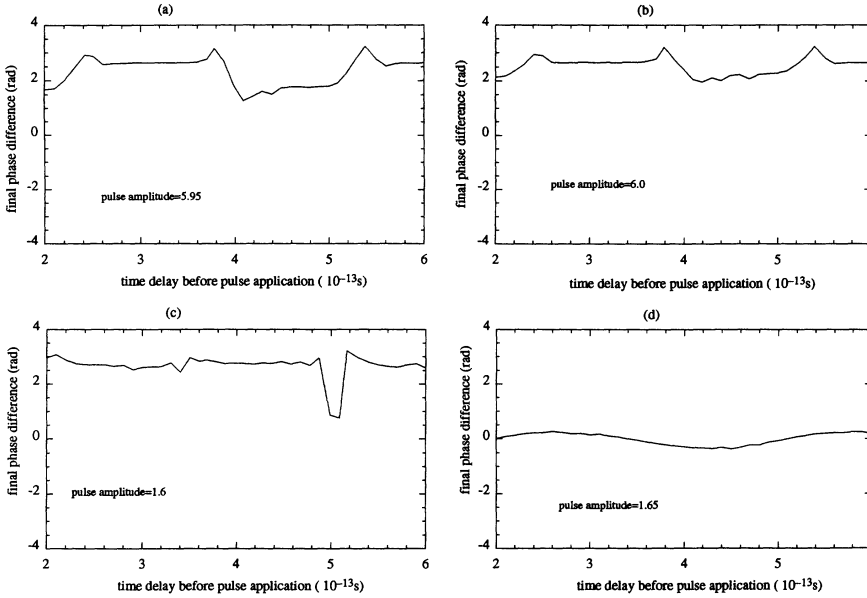 (a)
final phase difference (rad)
4
2
0
-2
-4
pulse amplitude=5.95
2 3 4 5 6
time delay before pulse application ( 10⁻¹³s)
(b)
final phase difference (rad)
4
2
0
-2
-4
pulse amplitude=6.0
2 3 4 5 6
time delay before pulse application ( 10⁻¹³s)
(c)
final phase difference (rad)
4
2
0
-2
-4
pulse amplitude=1.6
2 3 4 5 6
time delay before pulse application ( 10⁻¹³s)
(d)
final phase difference (rad)
4
2
0
-2
-4
pulse amplitude=1.65
2 3 4 5 6
time delay before pulse application ( 10⁻¹³s)